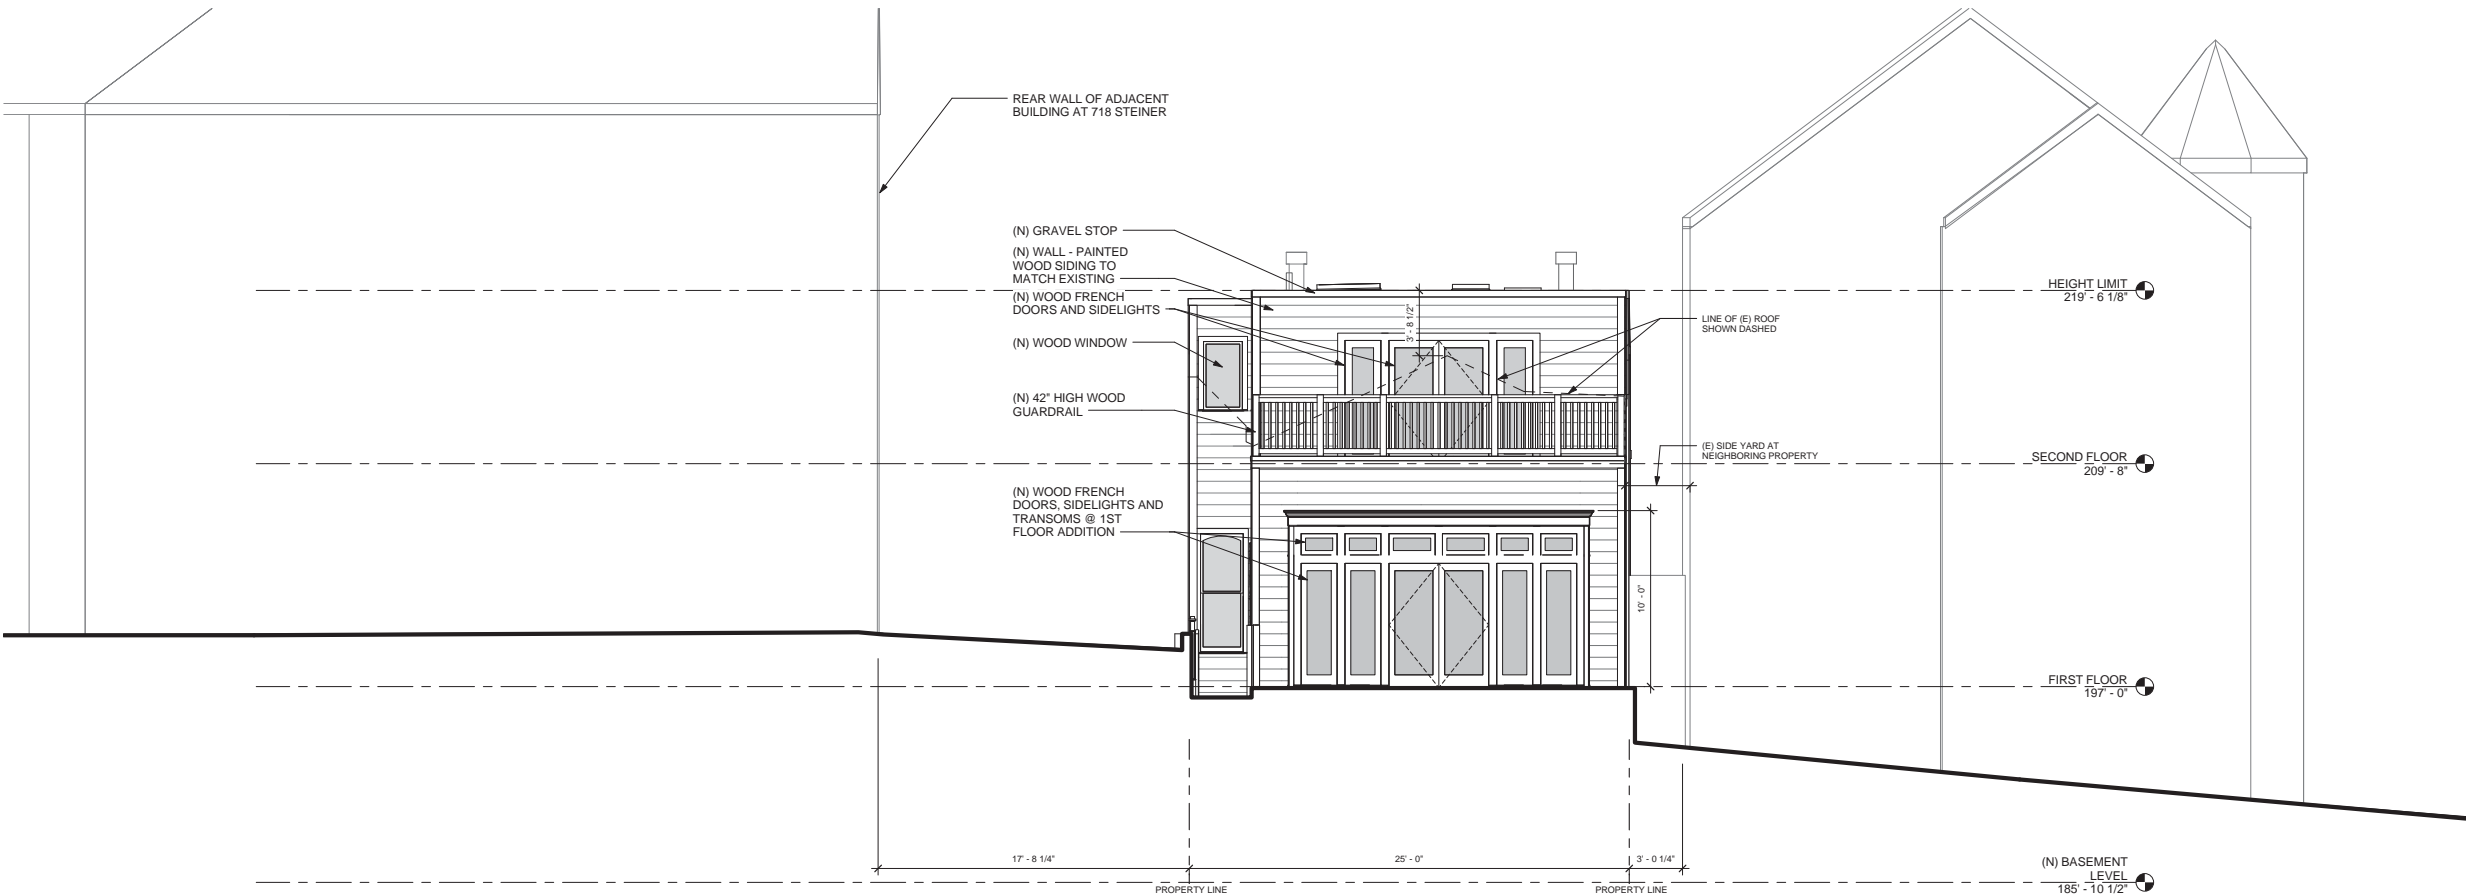 REAR WALL OF ADJACENT
BUILDING AT 718 STEINER
(N) GRAVEL STOP
(N) WALL - PAINTED
WOOD SIDING TO
MATCH EXISTING
(N) WOOD FRENCH
DOORS AND SIDELIGHTS
(N) WOOD WINDOW
(N) 42" HIGH WOOD
GUARDRAIL
(N) WOOD FRENCH
DOORS, SIDELIGHTS AND
TRANSOMS @ 1ST
FLOOR ADDITION
3' - 8 1/2"
LINE OF (E) ROOF
SHOWN DASHED
(E) SIDE YARD AT
NEIGHBORING PROPERTY
10' - 0"
HEIGHT LIMIT
219' - 6 1/8"
SECOND FLOOR
209' - 8"
FIRST FLOOR
197' - 0"
(N) BASEMENT
LEVEL
185' - 10 1/2"
17' - 8 1/4"
25' - 0"
3' - 0 1/4"
PROPERTY LINE
PROPERTY LINE